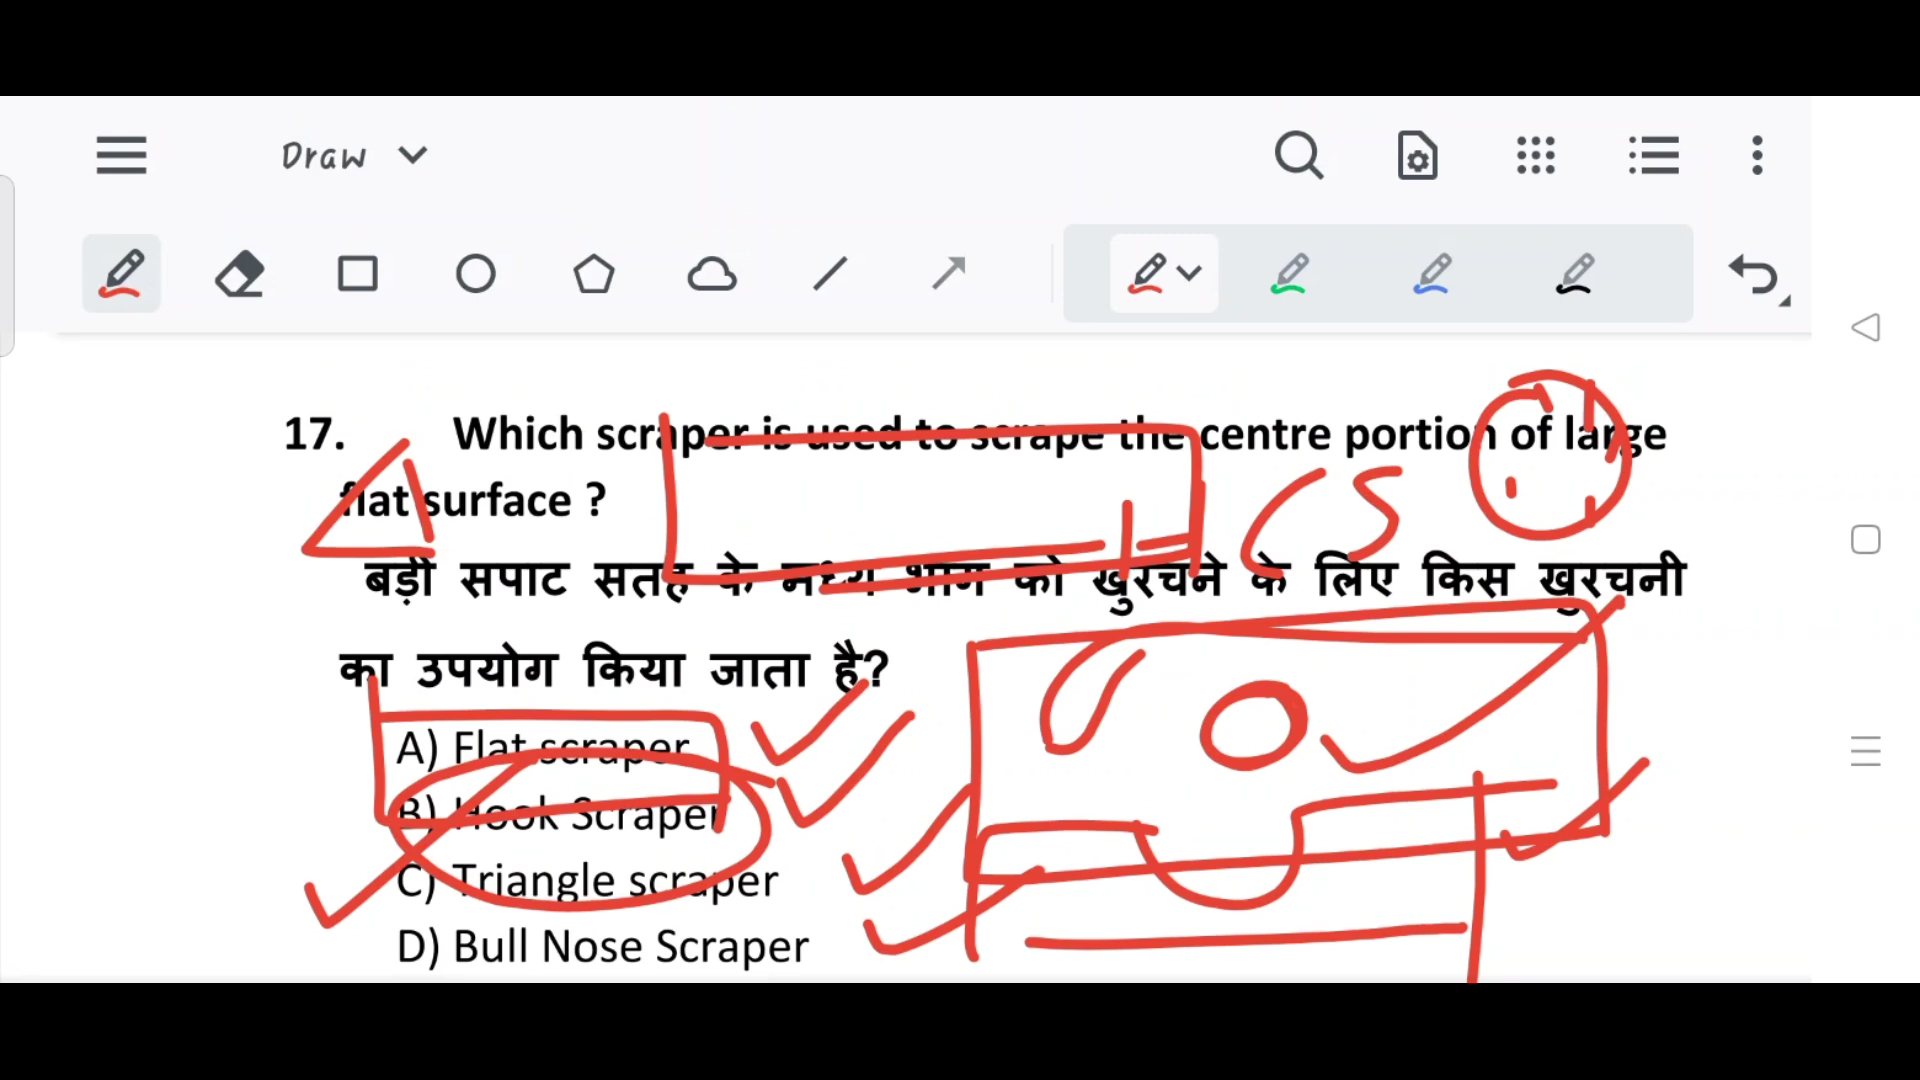 Draw
17. Which scraper is used to scrape the centre portion of large
flat surface ?
बड़ी सपाट सतह के मध्य भाग को खुरचने के लिए किस खुरचनी
का उपयोग किया जाता है?
A) Flat scraper
B) Hook Scraper
C) Triangle scraper
D) Bull Nose Scraper
CS